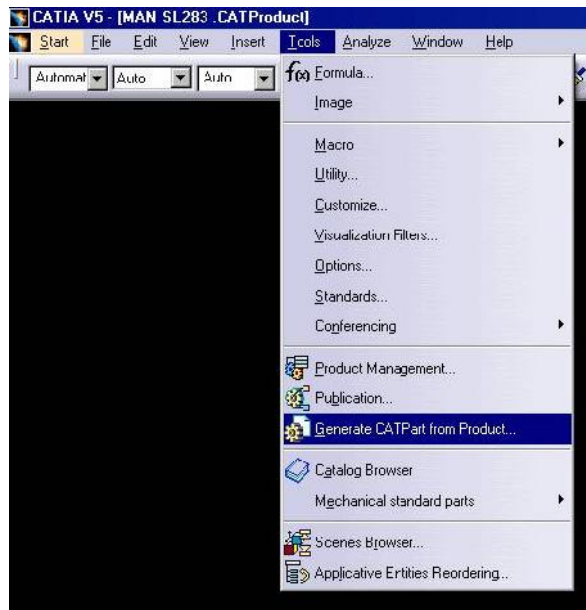 CATIA V5 - [MAN SL283 .CATProduct]
Start File Edit View Insert Tools Analyze Window Help
Automat Auto Auto
f(x) Formula...
Image
Macro
Utility...
Customize...
Visualization Filters...
Options...
Standards...
Conferencing
Product Management...
Publication...
Generate CATPart from Product...
Catalog Browser
Mechanical standard parts
Scenes Browser...
Applicative Entities Reordering...